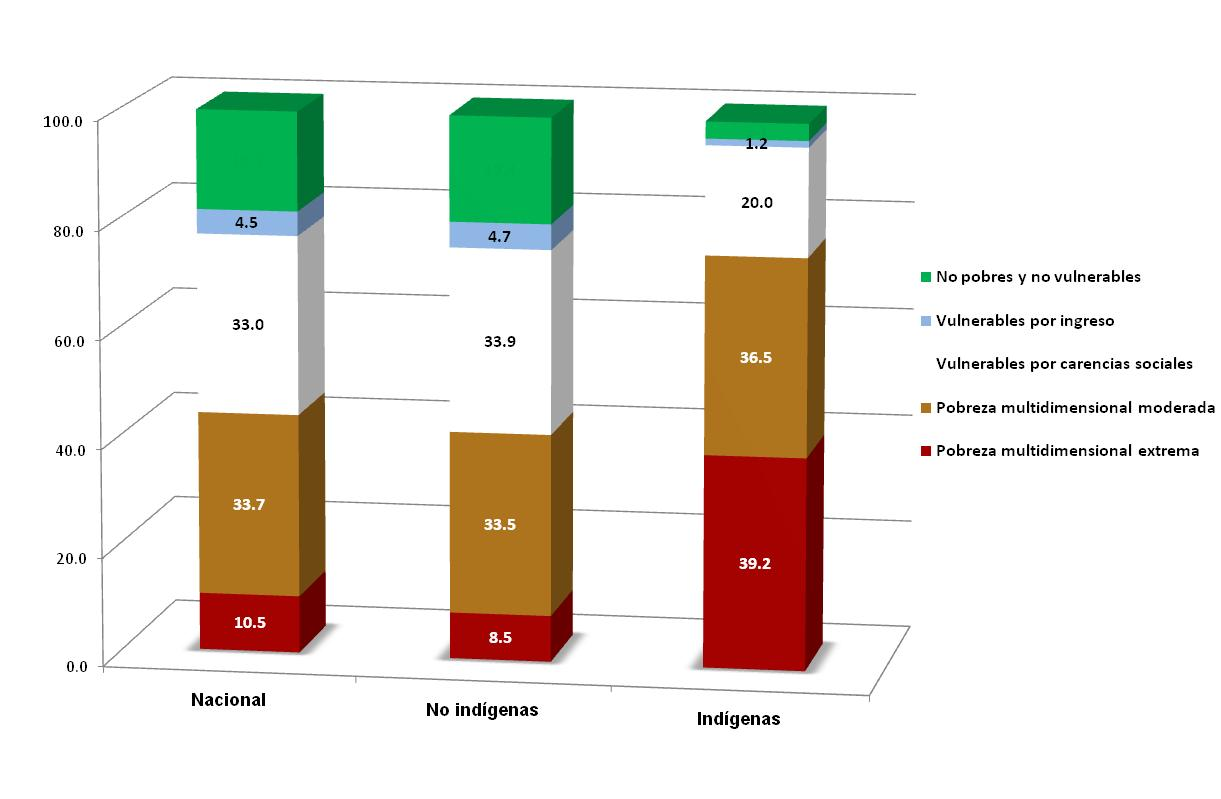 100.0
80.0
60.0
40.0
20.0
0.0
4.5
33.0
33.7
10.5
Nacional
4.7
33.9
33.5
8.5
No indígenas
1.2
20.0
36.5
39.2
Indígenas
No pobres y no vulnerables
Vulnerables por ingreso
Vulnerables por carencias sociales
Pobreza multidimensional moderada
Pobreza multidimensional extrema